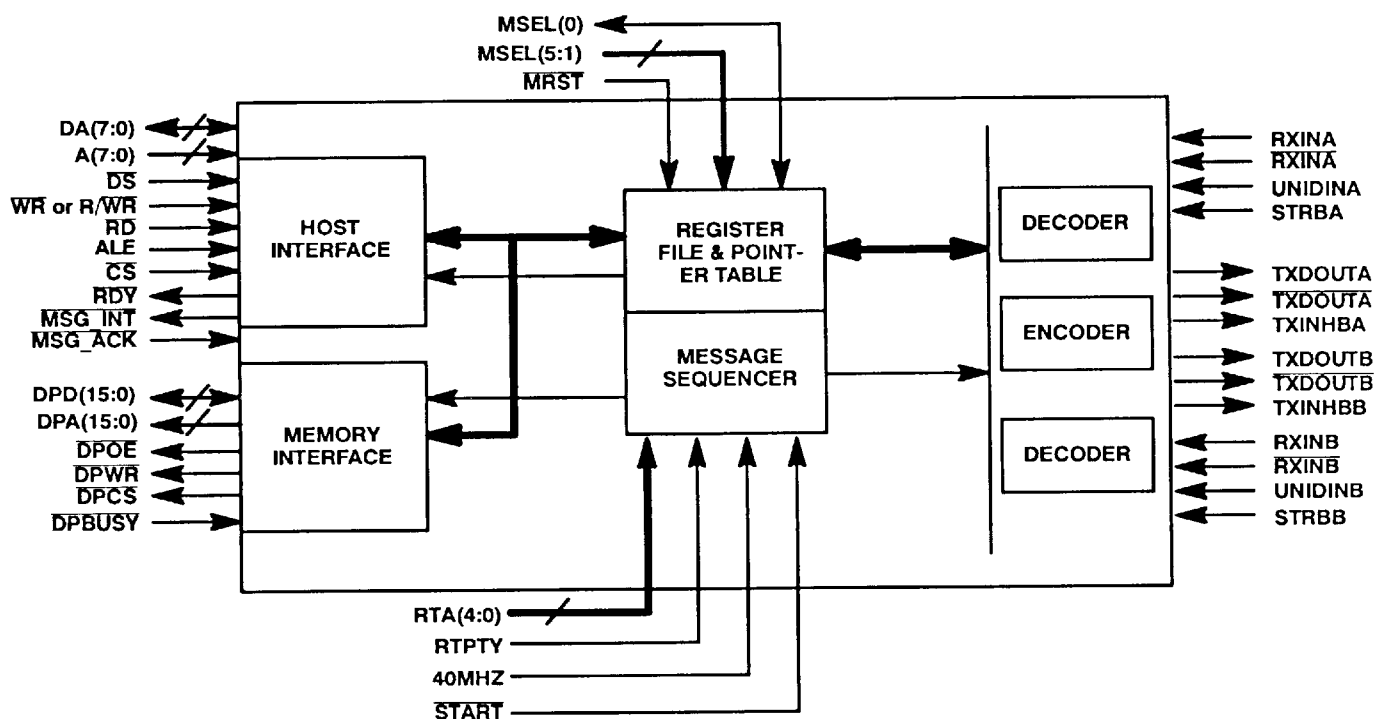 MSEL(0)
MSEL(5:1)
MRST
DA(7:0)
A(7:0)
DS
WR or R/WR
RD
ALE
CS
RDY
MSG_INT
MSG_ACK
DPD(15:0)
DPA(15:0)
DPOE
DPWR
DPCS
DPBUSY
HOST
INTERFACE
MEMORY
INTERFACE
REGISTER
FILE & POINT-
ER TABLE
MESSAGE
SEQUENCER
DECODER
ENCODER
DECODER
RXINA
RXINA
UNIDINA
STRBA
TXDOUTA
TXDOUTA
TXINHBA
TXDOUTB
TXDOUTB
TXINHBB
RXINB
RXINB
UNIDINB
STRBB
RTA(4:0)
RTPTY
40MHZ
START